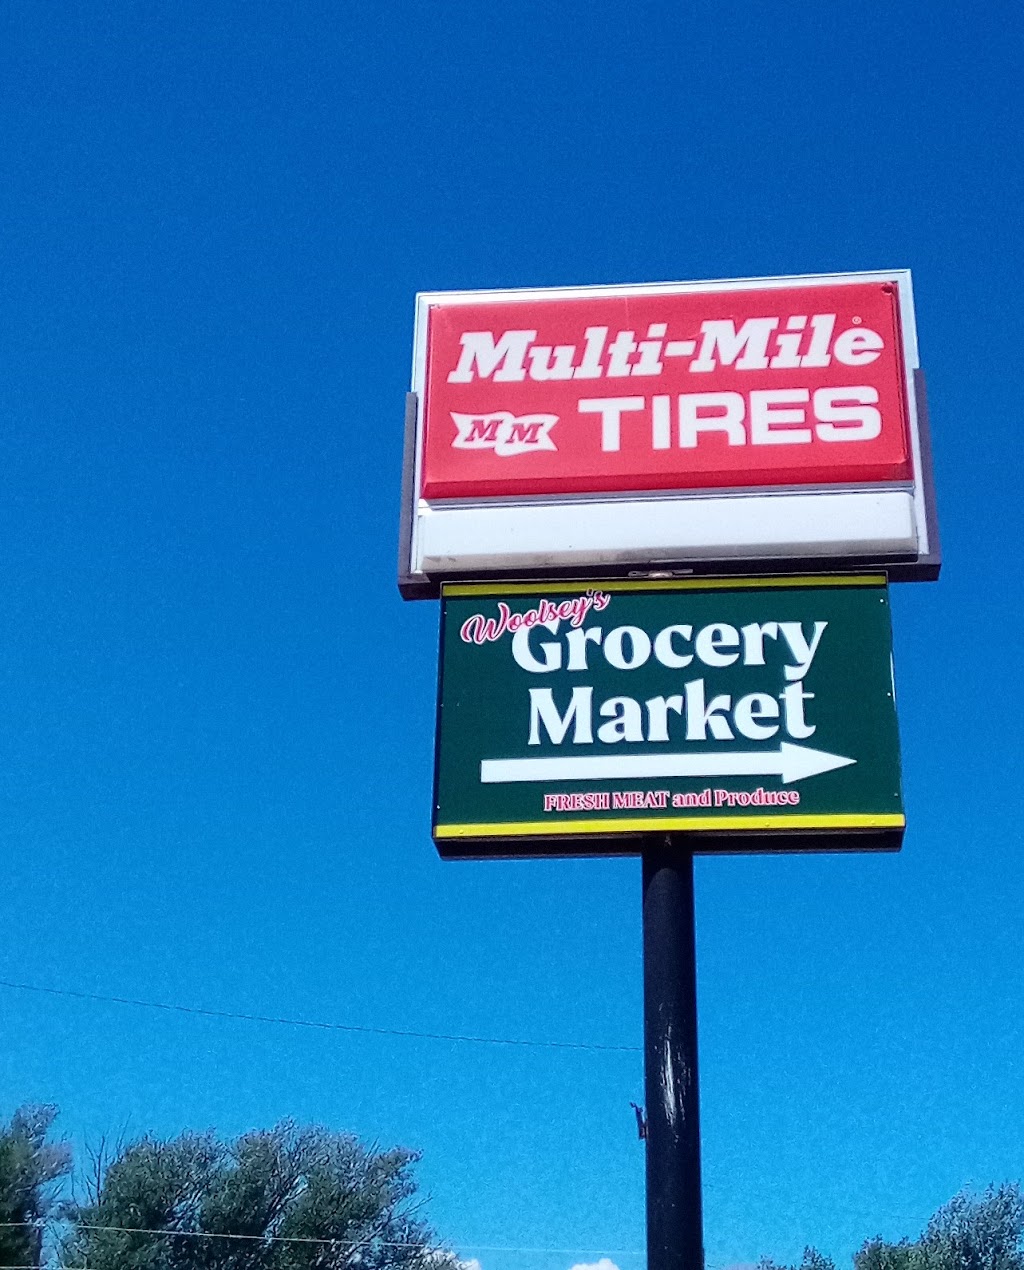 Multi-Mile®
MM TIRES
Woolsey's
Grocery
Market
FRESH MEAT and Produce